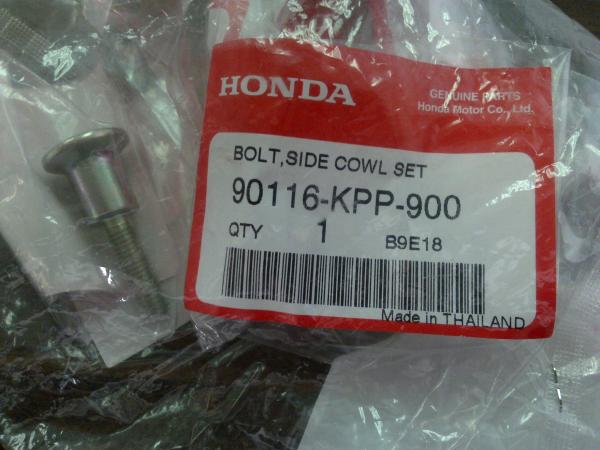 HONDA
GENUINE PARTS
Honda Motor Co., Ltd.
BOLT,SIDE COWL SET
90116-KPP-900
QTY 1 B9E18
Made in THAILAND